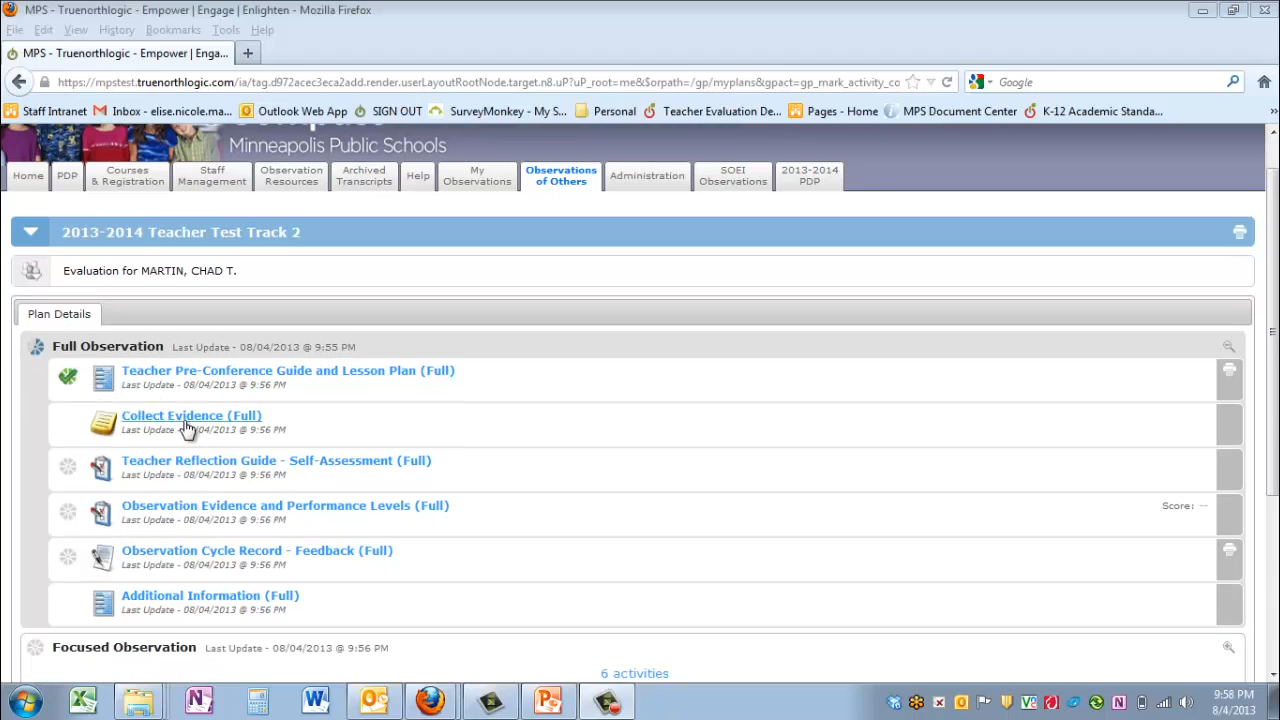 MPS - Truenorthlogic - Empower | Engage | Enlighten - Mozilla Firefox
File Edit View History Bookmarks Tools Help
MPS - Truenorthlogic - Empower | Enga... +
https://mpstest.truenorthlogic.com/ia/tag.d972acec3eca2add.render.userLayoutRootNode.target.n8.uP?uP_root=me&$orpath=/gp/myplans&gpact=gp_mark_activity_co Google
Staff Intranet Inbox - elise.nicole.ma... Outlook Web App SIGN OUT SurveyMonkey - My S... Personal Teacher Evaluation De... Pages - Home MPS Document Center K-12 Academic Standa...
Minneapolis Public Schools
Home PDP Courses & Registration Staff Management Observation Resources Archived Transcripts Help My Observations Observations of Others Administration SOEI Observations 2013-2014 PDP
2013-2014 Teacher Test Track 2
Evaluation for MARTIN, CHAD T.
Plan Details
Full Observation Last Update - 08/04/2013 @ 9:55 PM
Teacher Pre-Conference Guide and Lesson Plan (Full)
Last Update - 08/04/2013 @ 9:56 PM
Collect Evidence (Full)
Last Update - 08/04/2013 @ 9:56 PM
Teacher Reflection Guide - Self-Assessment (Full)
Last Update - 08/04/2013 @ 9:56 PM
Observation Evidence and Performance Levels (Full) Score: --
Last Update - 08/04/2013 @ 9:56 PM
Observation Cycle Record - Feedback (Full)
Last Update - 08/04/2013 @ 9:56 PM
Additional Information (Full)
Last Update - 08/04/2013 @ 9:56 PM
Focused Observation Last Update - 08/04/2013 @ 9:56 PM
6 activities
9:58 PM
8/4/2013